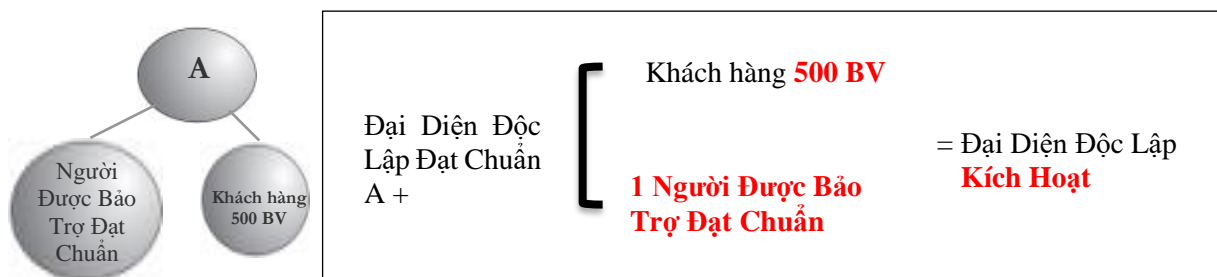 A
Người
Được Bảo
Trợ Đạt
Chuẩn
Khách hàng
500 BV
Đại Diện Độc
Lập Đạt Chuẩn
A +
Khách hàng 500 BV
1 Người Được Bảo
Trợ Đạt Chuẩn
= Đại Diện Độc Lập
Kích Hoạt